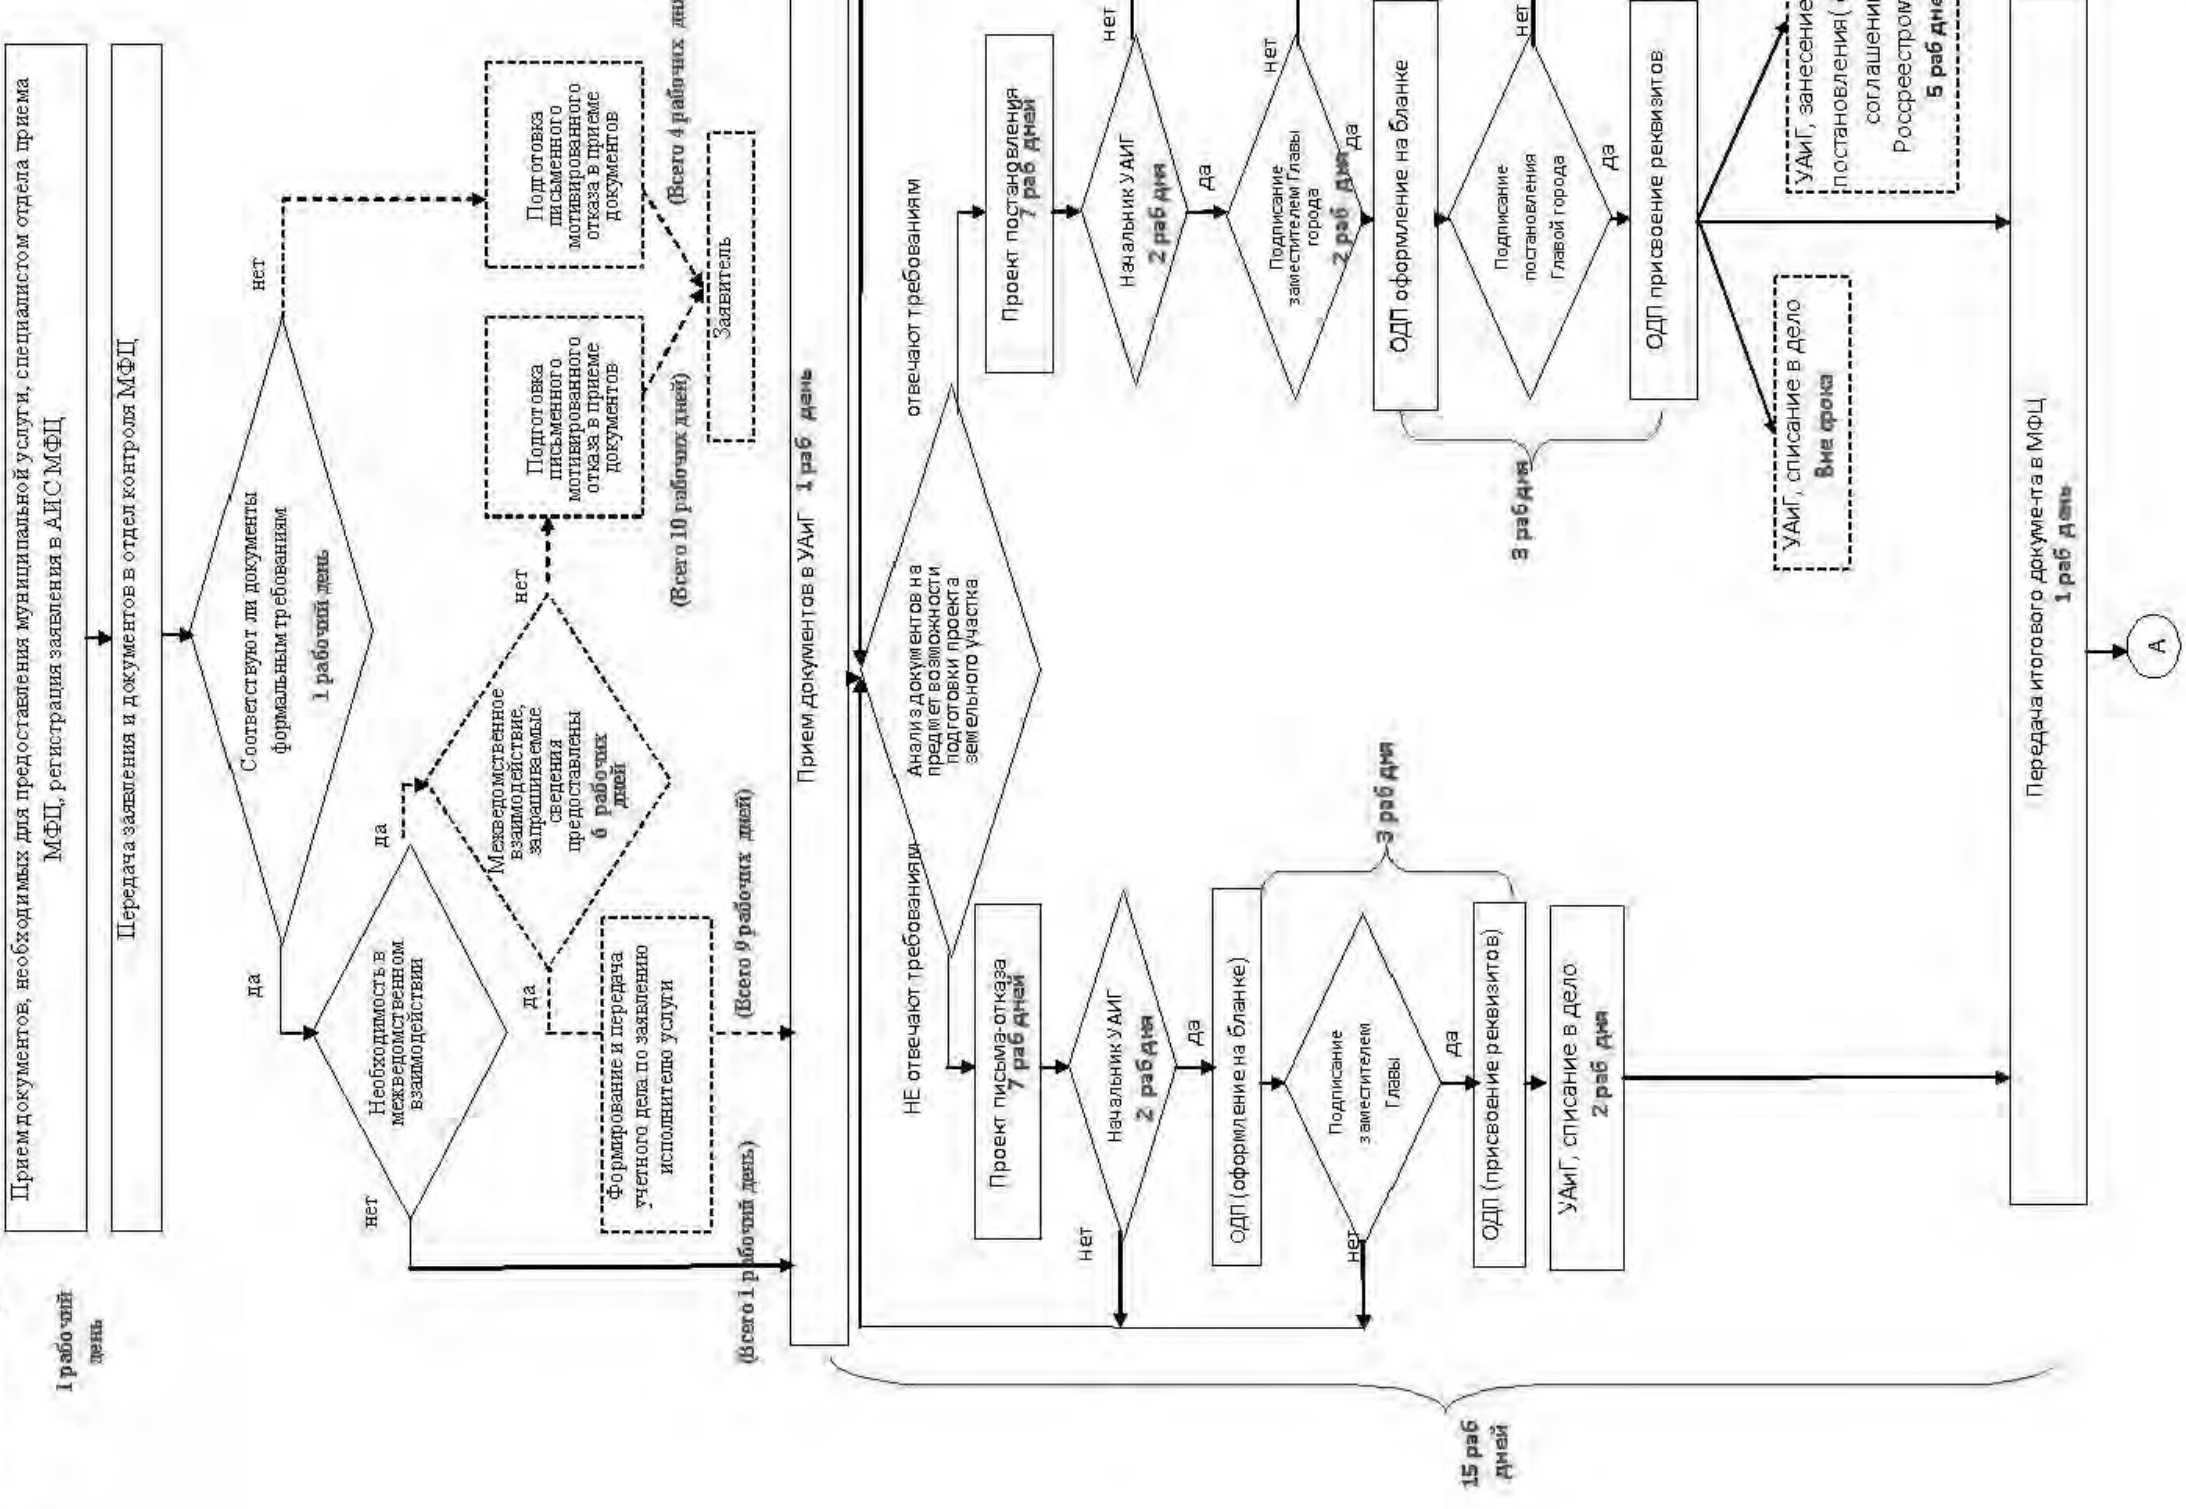 1 рабочий
день
Прием документов, необходимых для предоставления муниципальной услуги, специалистом отдела приема
МФЦ, регистрация заявления в АИС МФЦ
Передача заявления и документов в отдел контроля МФЦ
Соответствуют ли документы
формальным требованиям
1 рабочий день
да
нет
Необходимость в
межведомственном
взаимодействии
нет
да
Межведомственное
взаимодействие,
запрашиваемые
сведения
предоставлены
6 рабочих
дней
да
нет
Подготовка
письменного
мотивированного
отказа в приеме
документов
Подготовка
письменного
мотивированного
отказа в приеме
документов
Формирование и передача
учетного дела по заявлению
исполнителю услуги
(Всего 10 рабочих дней)
(Всего 4 рабочих
Заявитель
(Всего 1 рабочий день)
(Всего 9 рабочих дней)
Прием документов в УАиГ 1 раб день
НЕ отвечают требованиям
Анализ документов на
предмет возможности
подготовки проекта
земельного участка
отвечают требованиям
Проект письма-отказа
7 раб дней
Проект постановления
7 раб дней
нет
Начальник УАИГ
2 раб дня
да
Начальник УАИГ
2 раб дня
нет
да
ОДП (оформление на бланке)
Подписание
заместителем Главы
города
2 раб дня
нет
да
Подписание
заместителем
Главы
нет
да
3 раб дня
ОДП оформление на бланке
ОДП (присвоение реквизитов)
Подписание
постановления
Главой города
нет
да
УАиГ, списание в дело
2 раб дня
3 раб дня
ОДП присвоение реквизитов
УАиГ, списание в дело
Вне срока
УАиГ, занесение
постановления(
Росреестром
5 раб
15 раб
дней
Передача итогового документа в МФЦ
1 раб день
А